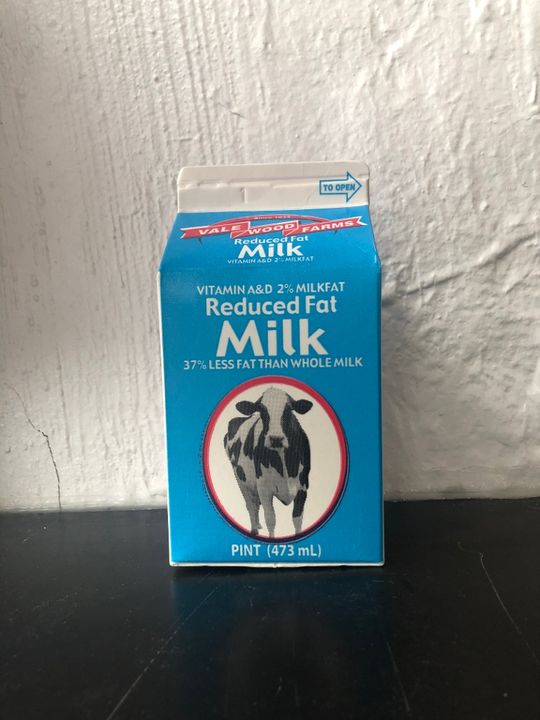 TO OPEN
VALE WOOD FARMS
Reduced Fat
Milk
VITAMIN A&D 2% MILKFAT
VITAMIN A&D 2% MILKFAT
Reduced Fat
Milk
37% LESS FAT THAN WHOLE MILK
PINT (473 mL)